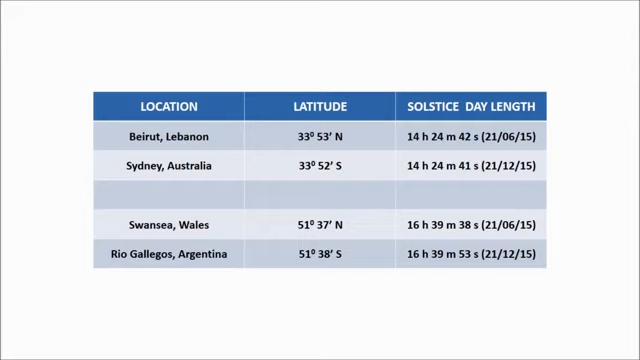 LOCATION LATITUDE SOLSTICE DAY LENGTH
Beirut, Lebanon 33⁰ 53’ N 14 h 24 m 42 s (21/06/15)
Sydney, Australia 33⁰ 52’ S 14 h 24 m 41 s (21/12/15)
Swansea, Wales 51⁰ 37’ N 16 h 39 m 38 s (21/06/15)
Rio Gallegos, Argentina 51⁰ 38’ S 16 h 39 m 53 s (21/12/15)